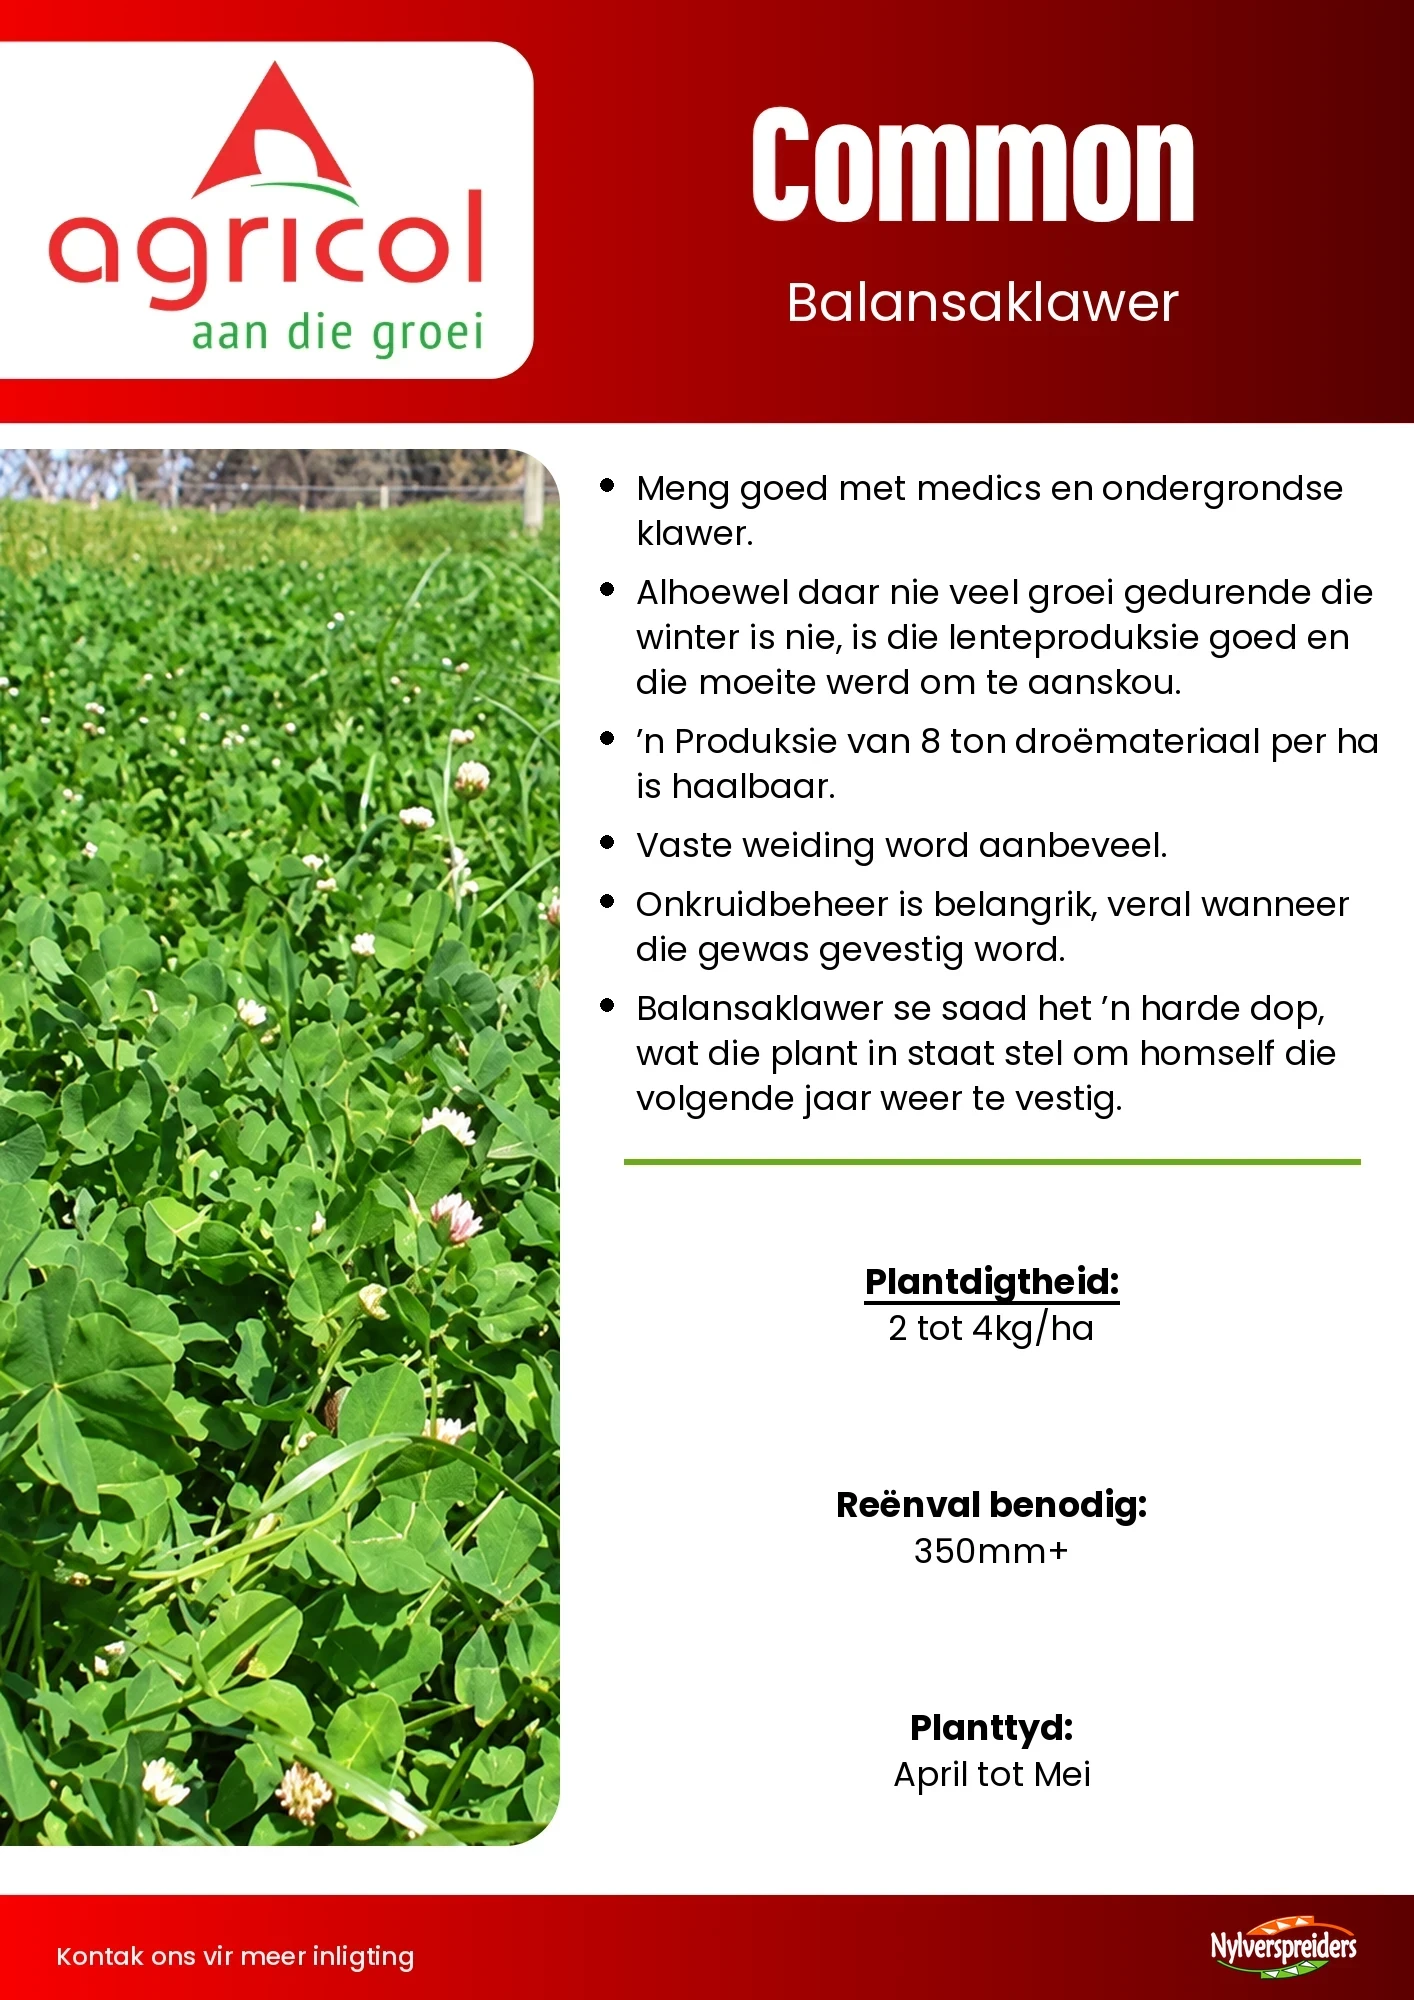 agricol
aan die groei
Common
Balansaklawer
• Meng goed met medics en ondergrondse
klawer.
• Alhoewel daar nie veel groei gedurende die
winter is nie, is die lenteproduksie goed en
die moeite werd om te aanskou.
• ’n Produksie van 8 ton droëmateriaal per ha
is haalbaar.
• Vaste weiding word aanbeveel.
• Onkruidbeheer is belangrik, veral wanneer
die gewas gevestig word.
• Balansaklawer se saad het ’n harde dop,
wat die plant in staat stel om homself die
volgende jaar weer te vestig.
Plantdigtheid:
2 tot 4kg/ha
Reënval benodig:
350mm+
Planttyd:
April tot Mei
Kontak ons vir meer inligting
Nylverspreiders